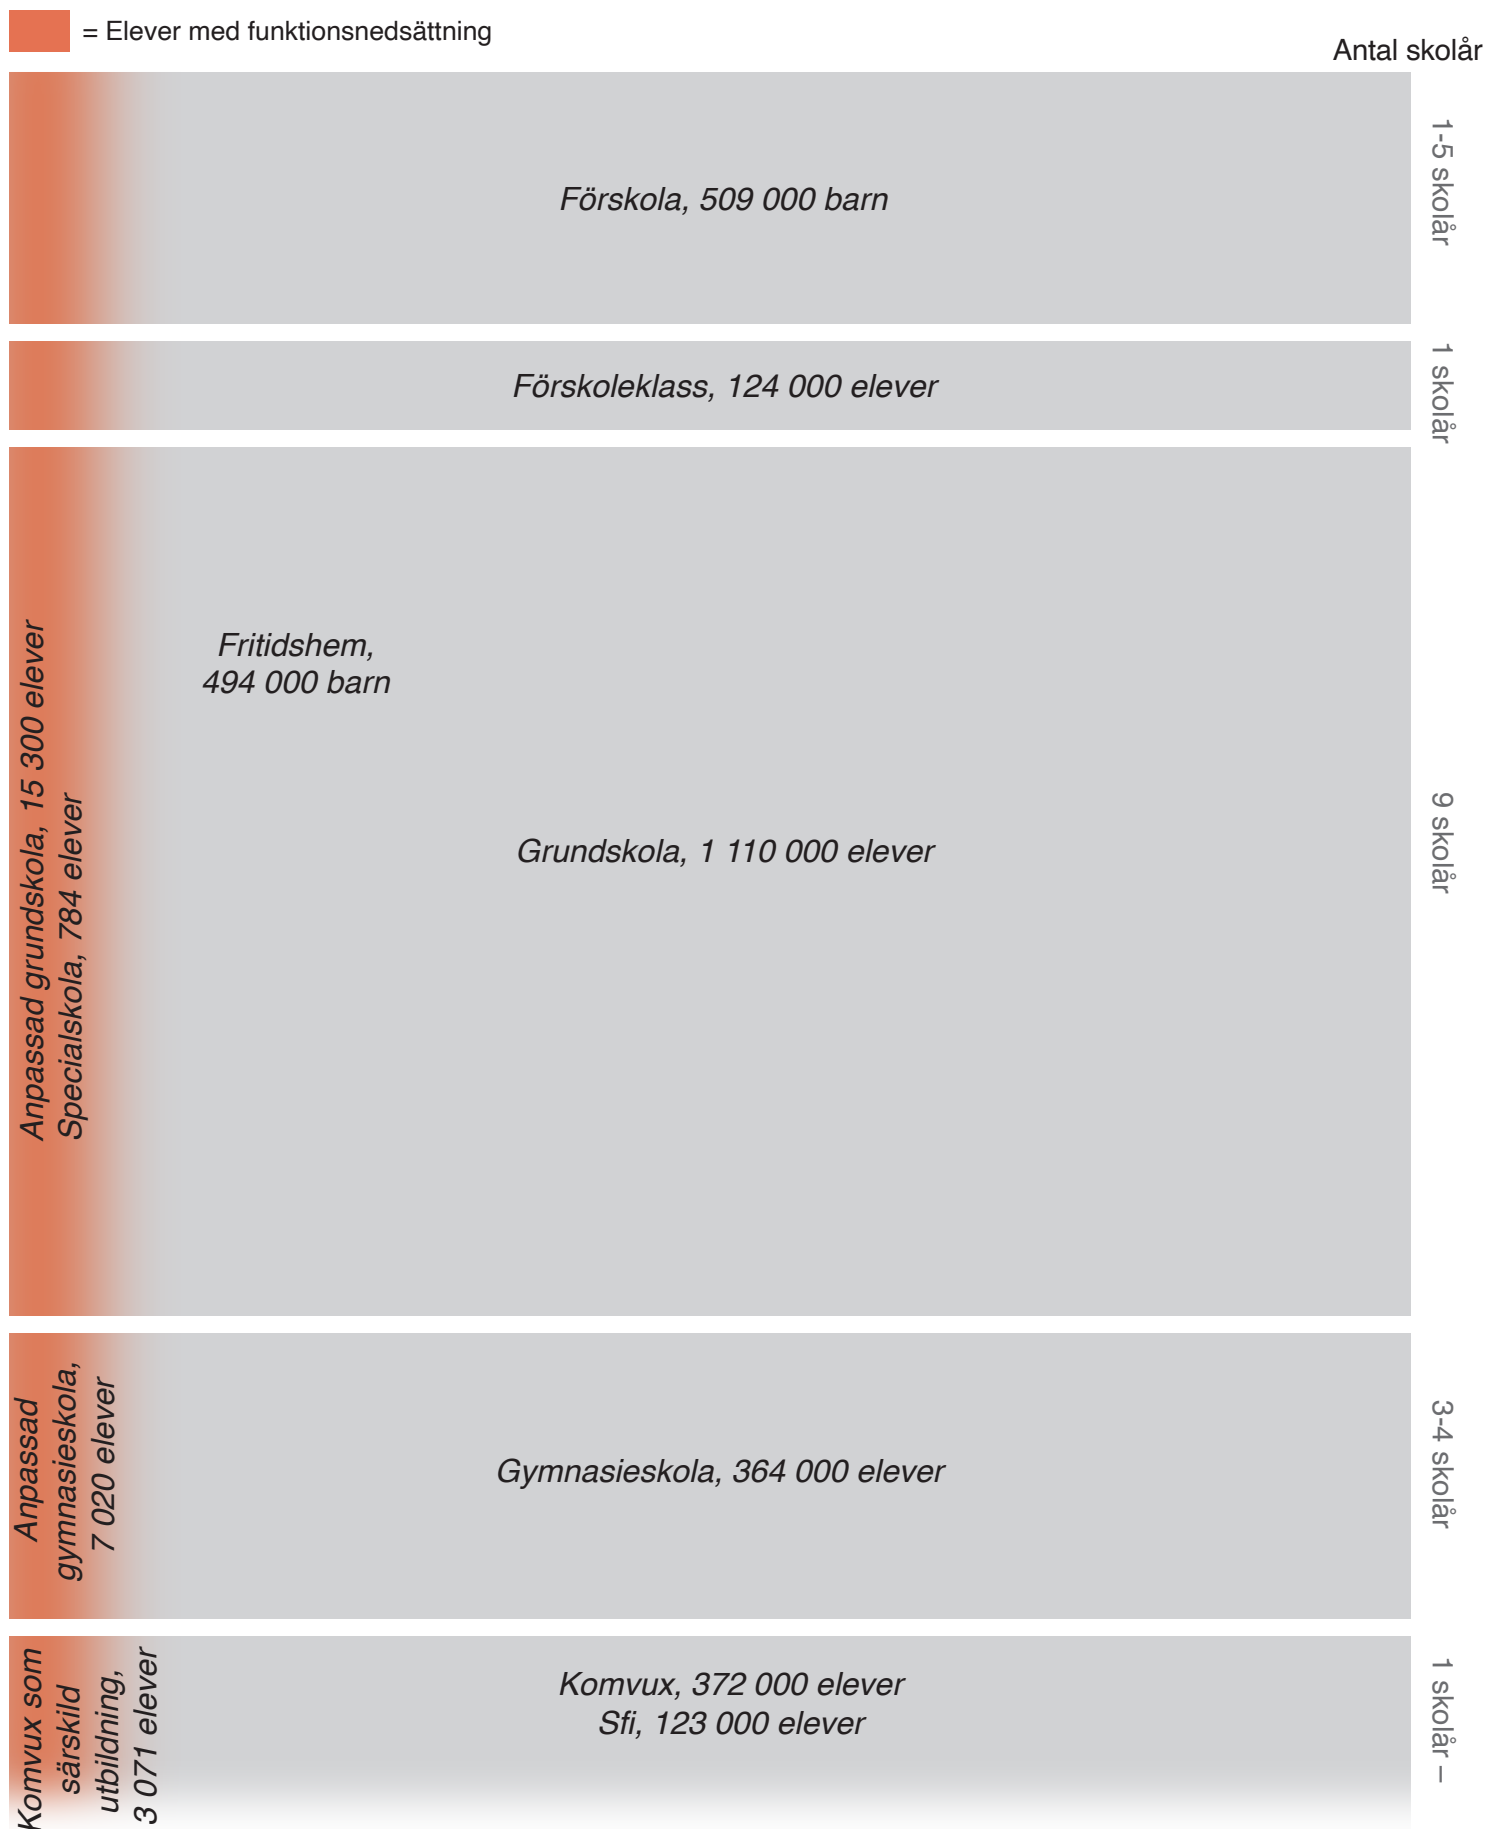 = Elever med funktionsnedsättning
Antal skolår
Förskola, 509 000 barn
1-5 skolår
Förskoleklass, 124 000 elever
1 skolår
Anpassad grundskola, 15 300 elever
Specialskola, 784 elever
Fritidshem,
494 000 barn
Grundskola, 1 110 000 elever
9 skolår
Anpassad
gymnasieskola,
7 020 elever
Gymnasieskola, 364 000 elever
3-4 skolår
Komvux som
särskild
utbildning,
3 071 elever
Komvux, 372 000 elever
Sfi, 123 000 elever
1 skolår –